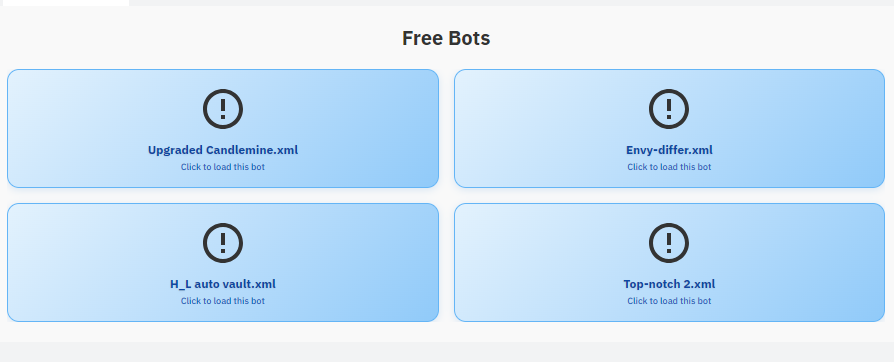 Free Bots
Upgraded Candlemine.xml
Click to load this bot
Envy-differ.xml
Click to load this bot
H_L auto vault.xml
Click to load this bot
Top-notch 2.xml
Click to load this bot